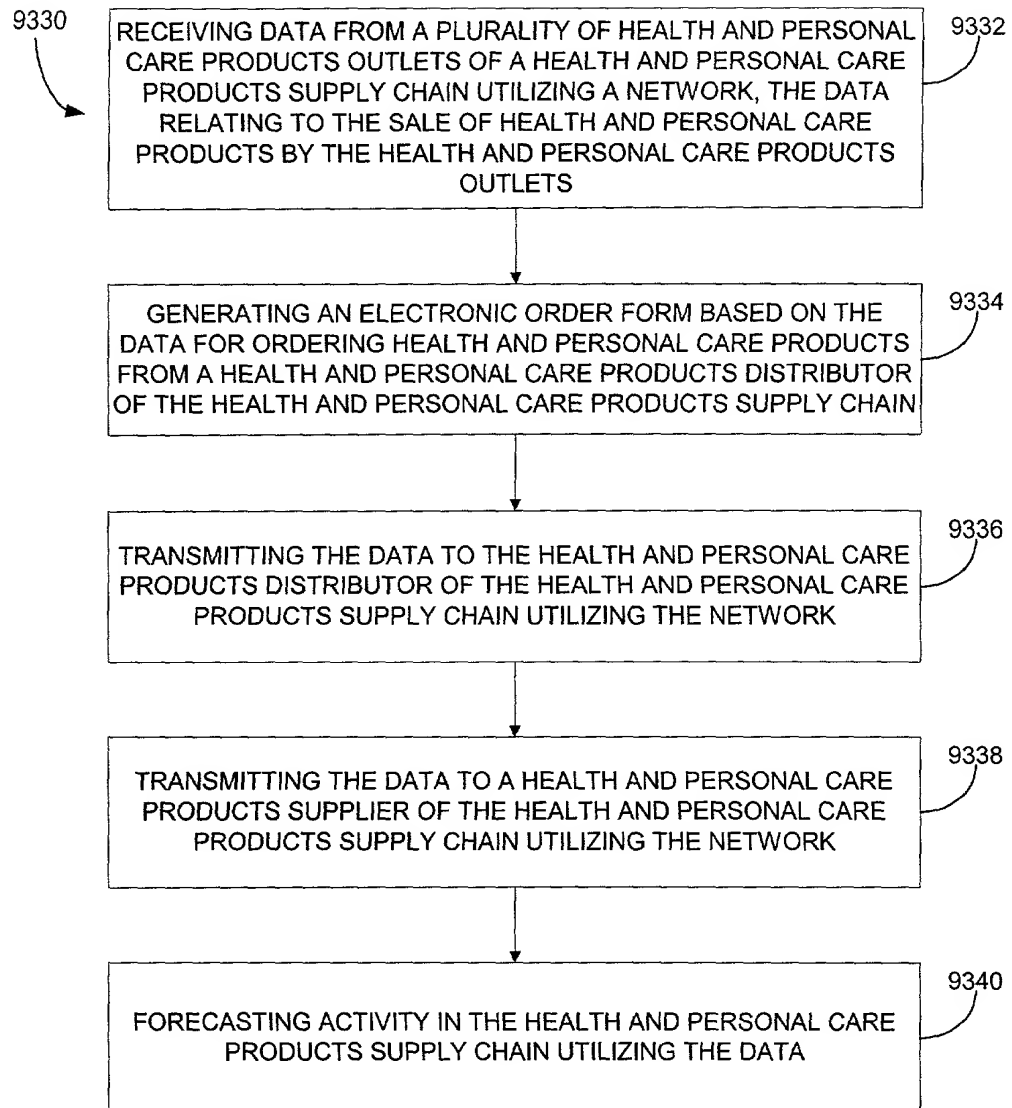 9330
RECEIVING DATA FROM A PLURALITY OF HEALTH AND PERSONAL
CARE PRODUCTS OUTLETS OF A HEALTH AND PERSONAL CARE
PRODUCTS SUPPLY CHAIN UTILIZING A NETWORK, THE DATA
RELATING TO THE SALE OF HEALTH AND PERSONAL CARE
PRODUCTS BY THE HEALTH AND PERSONAL CARE PRODUCTS
OUTLETS
9332
GENERATING AN ELECTRONIC ORDER FORM BASED ON THE
DATA FOR ORDERING HEALTH AND PERSONAL CARE PRODUCTS
FROM A HEALTH AND PERSONAL CARE PRODUCTS DISTRIBUTOR
OF THE HEALTH AND PERSONAL CARE PRODUCTS SUPPLY CHAIN
9334
TRANSMITTING THE DATA TO THE HEALTH AND PERSONAL CARE
PRODUCTS DISTRIBUTOR OF THE HEALTH AND PERSONAL CARE
PRODUCTS SUPPLY CHAIN UTILIZING THE NETWORK
9336
TRANSMITTING THE DATA TO A HEALTH AND PERSONAL CARE
PRODUCTS SUPPLIER OF THE HEALTH AND PERSONAL CARE
PRODUCTS SUPPLY CHAIN UTILIZING THE NETWORK
9338
FORECASTING ACTIVITY IN THE HEALTH AND PERSONAL CARE
PRODUCTS SUPPLY CHAIN UTILIZING THE DATA
9340